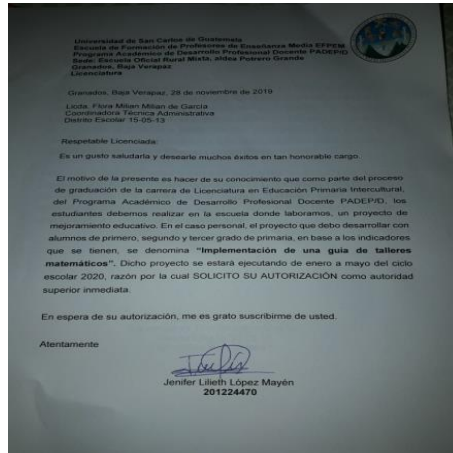 Universidad de San Carlos de Guatemala
Escuela de Formación de Profesores de Enseñanza Media EFPEM
Programa Académico de Desarrollo Profesional Docente PADEP/D
Sede: Escuela Oficial Rural Mixta, aldea Potrero Grande
Granados, Baja Verapaz
Licenciatura
Granados, Baja Verapaz, 28 de noviembre de 2019
Licda. Flora Milian Milian de García
Coordinadora Técnica Administrativa
Distrito Escolar 15-05-13
Respetable Licenciada:
Es un gusto saludarla y desearle muchos éxitos en tan honorable cargo.
El motivo de la presente es hacer de su conocimiento que como parte del proceso
de graduación de la carrera de Licenciatura en Educación Primaria Intercultural,
del Programa Académico de Desarrollo Profesional Docente PADEP/D, los
estudiantes debemos realizar en la escuela donde laboramos, un proyecto de
mejoramiento educativo. En el caso personal, el proyecto que debo desarrollar con
alumnos de primero, segundo y tercer grado de primaria, en base a los indicadores
que se tienen, se denomina "Implementación de una guía de talleres
matemáticos". Dicho proyecto se estará ejecutando de enero a mayo del ciclo
escolar 2020, razón por la cual SOLICITO SU AUTORIZACIÓN como autoridad
superior inmediata.
En espera de su autorización, me es grato suscribirme de usted.
Atentamente
Jenifer Lilieth López Mayén
201224470